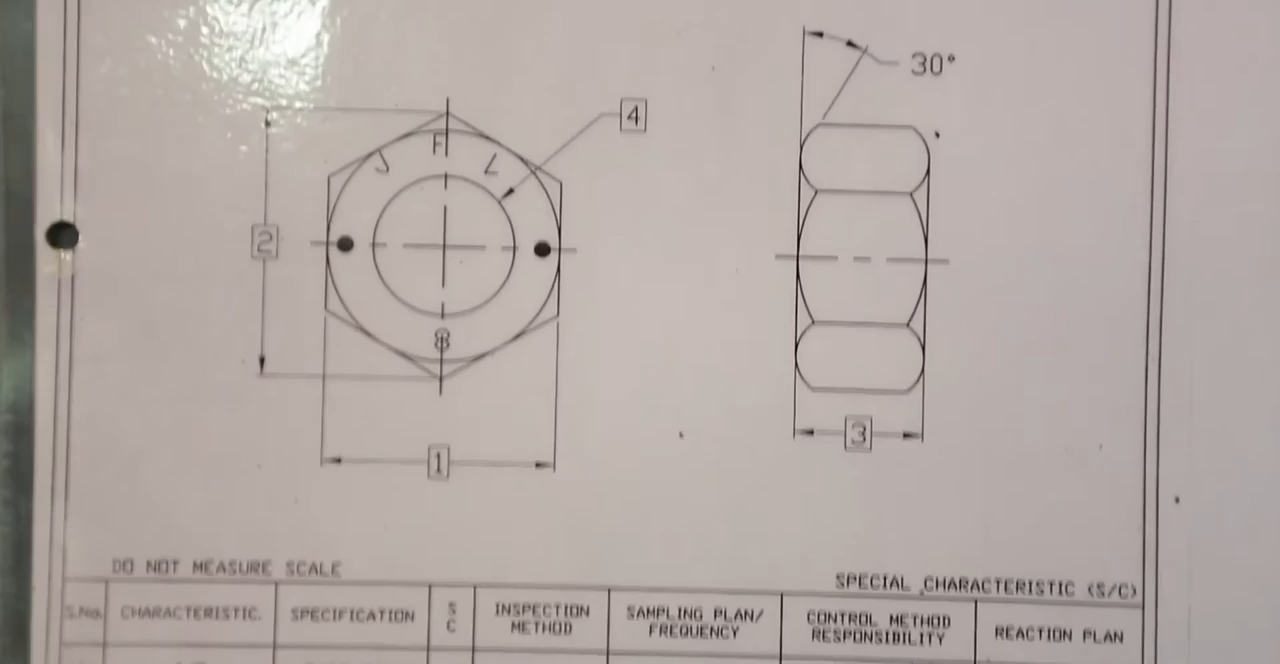 30°
4
J F L
2
8
3
1
DO NOT MEASURE SCALE
SPECIAL CHARACTERISTIC (S/C)
S.No. CHARACTERISTIC. SPECIFICATION S C INSPECTION METHOD SAMPLING PLAN/ FREQUENCY CONTROL METHOD RESPONSIBILITY REACTION PLAN